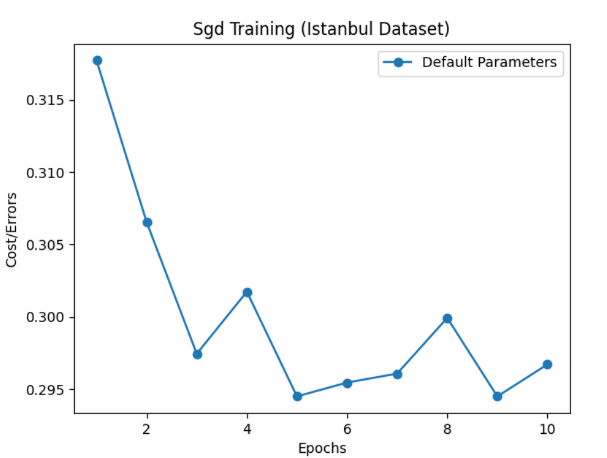 Sgd Training (Istanbul Dataset)
Default Parameters
0.315
0.310
0.305
0.300
0.295
Cost/Errors
2 4 6 8 10
Epochs